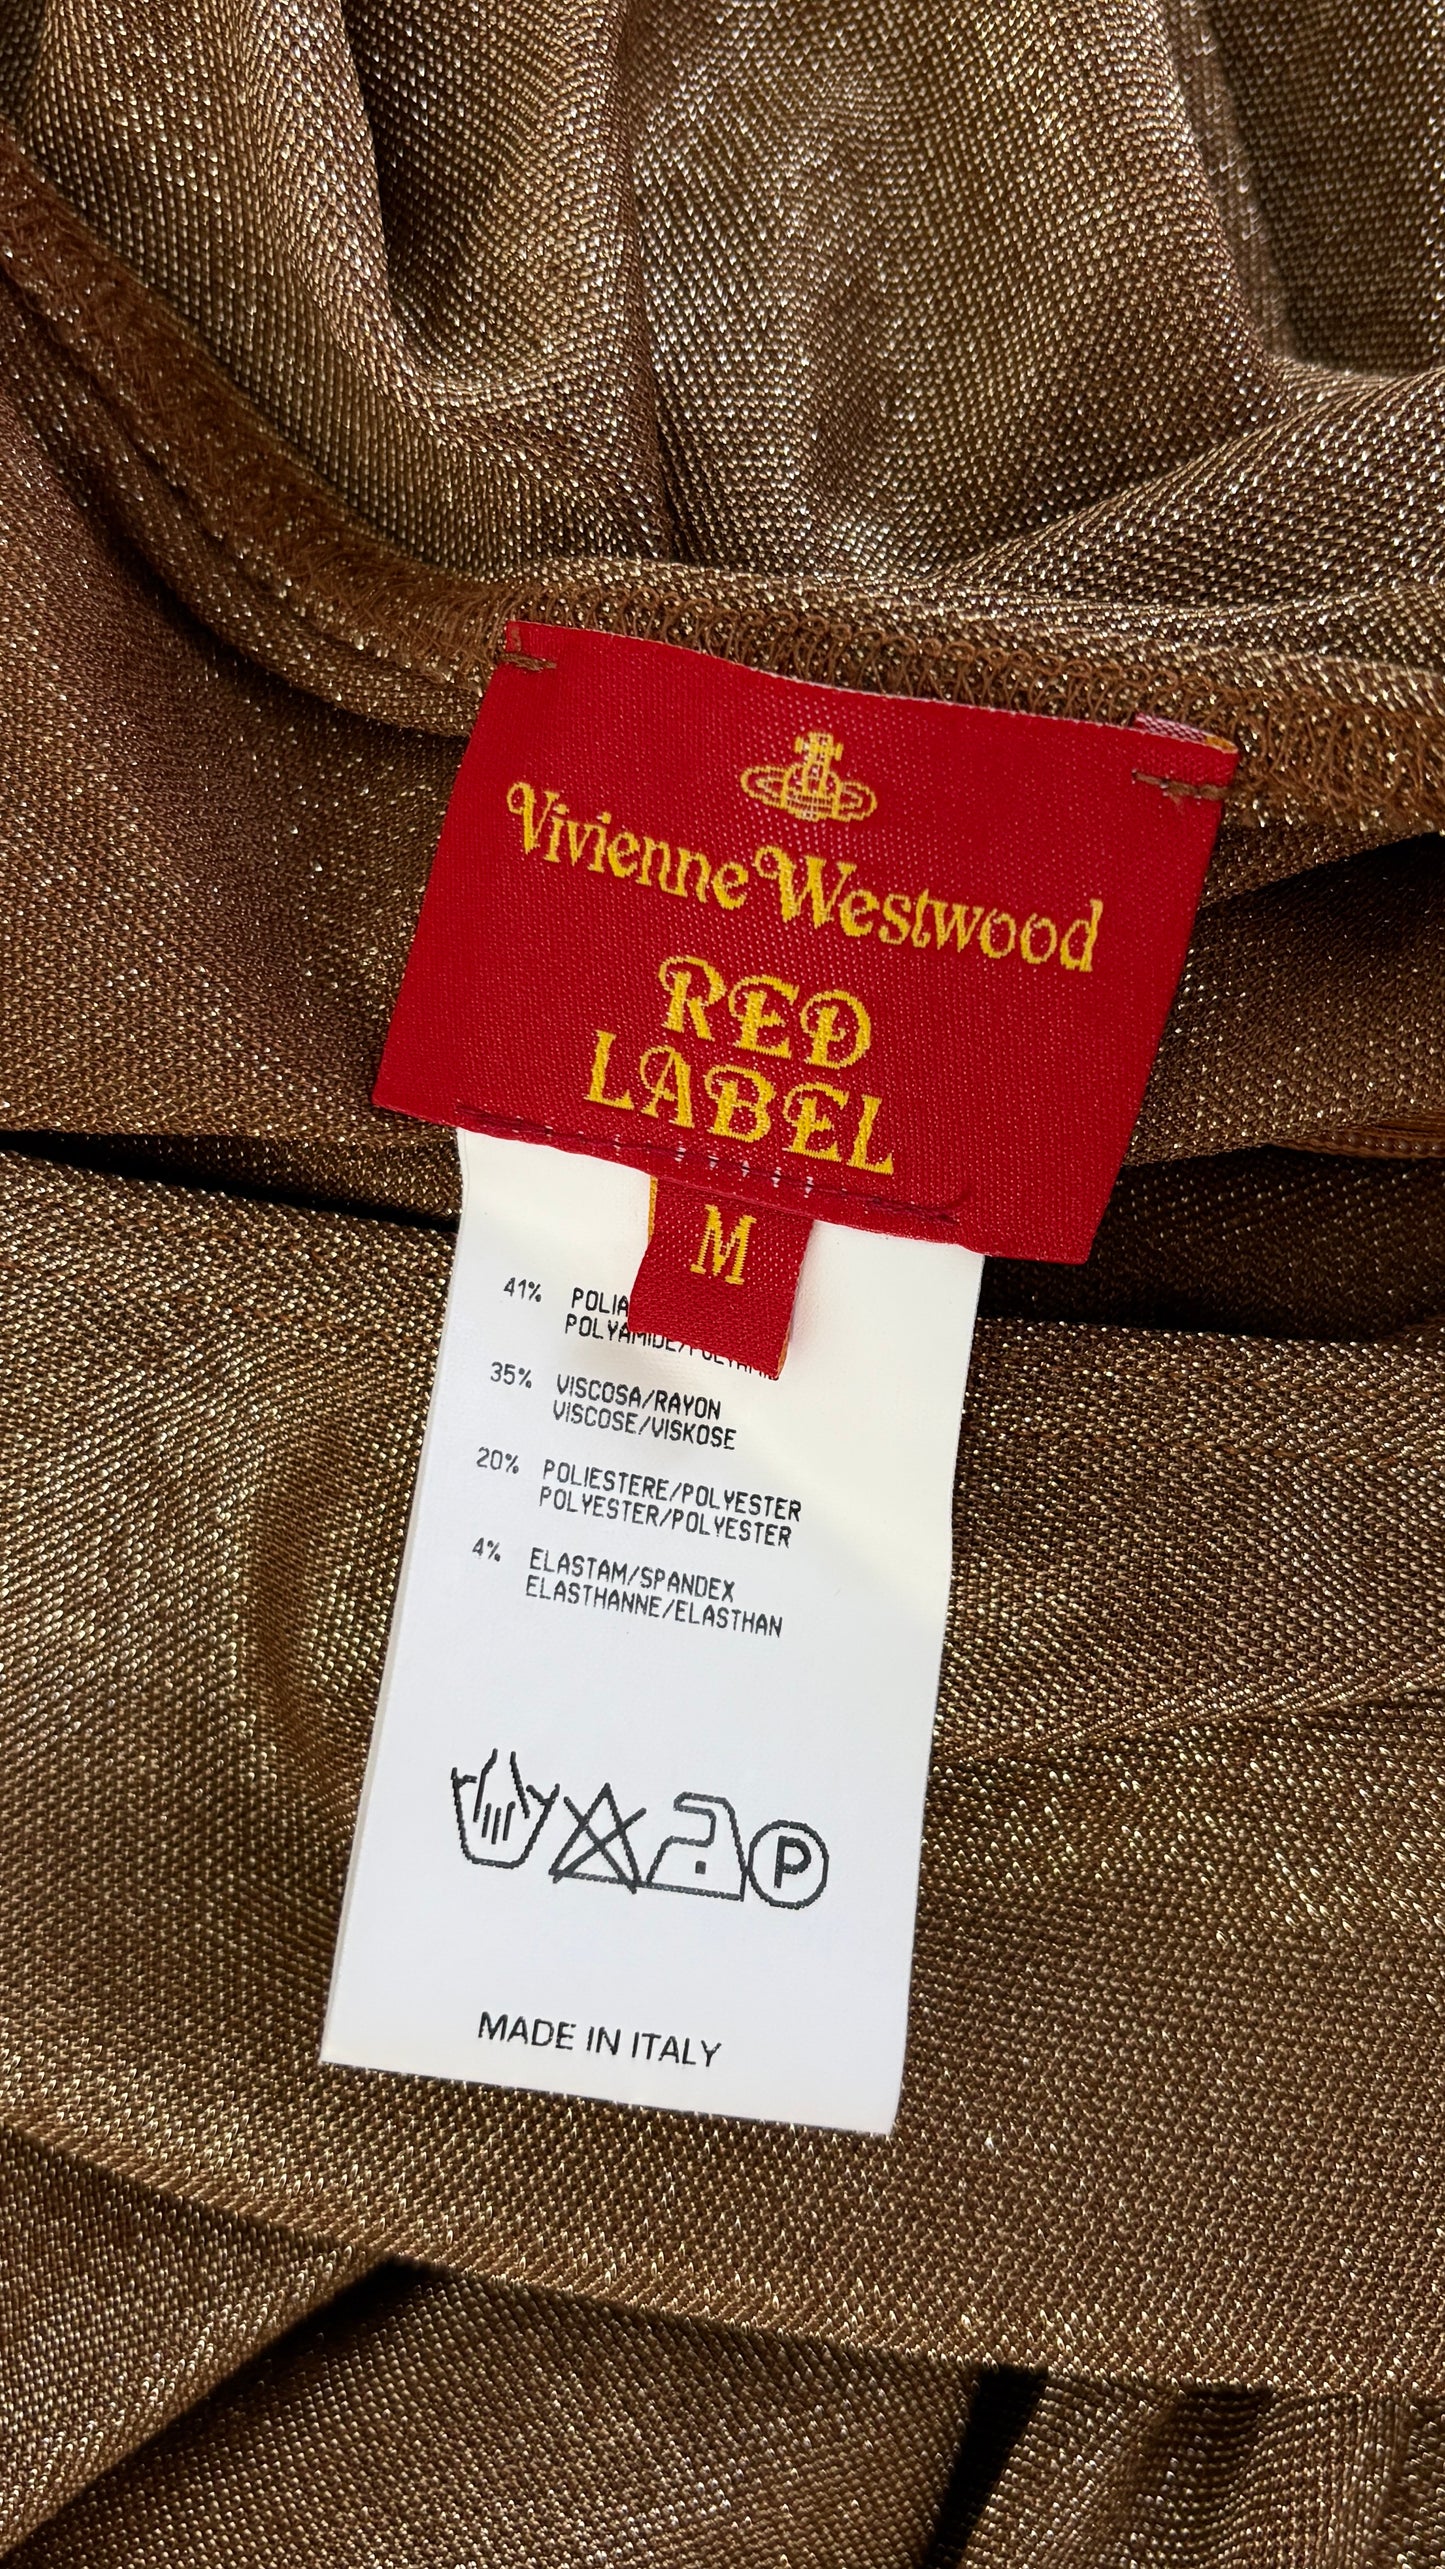 Vivienne Westwood
RED
LABEL
M
41%
35% VISCOSA/RAYON
VISCOSE/VISKOSE
20% POLIESTERE/POLYESTER
POLYESTER/POLYESTER
4% ELASTAM/SPANDEX
ELASTHANNE/ELASTHAN
P
MADE IN ITALY